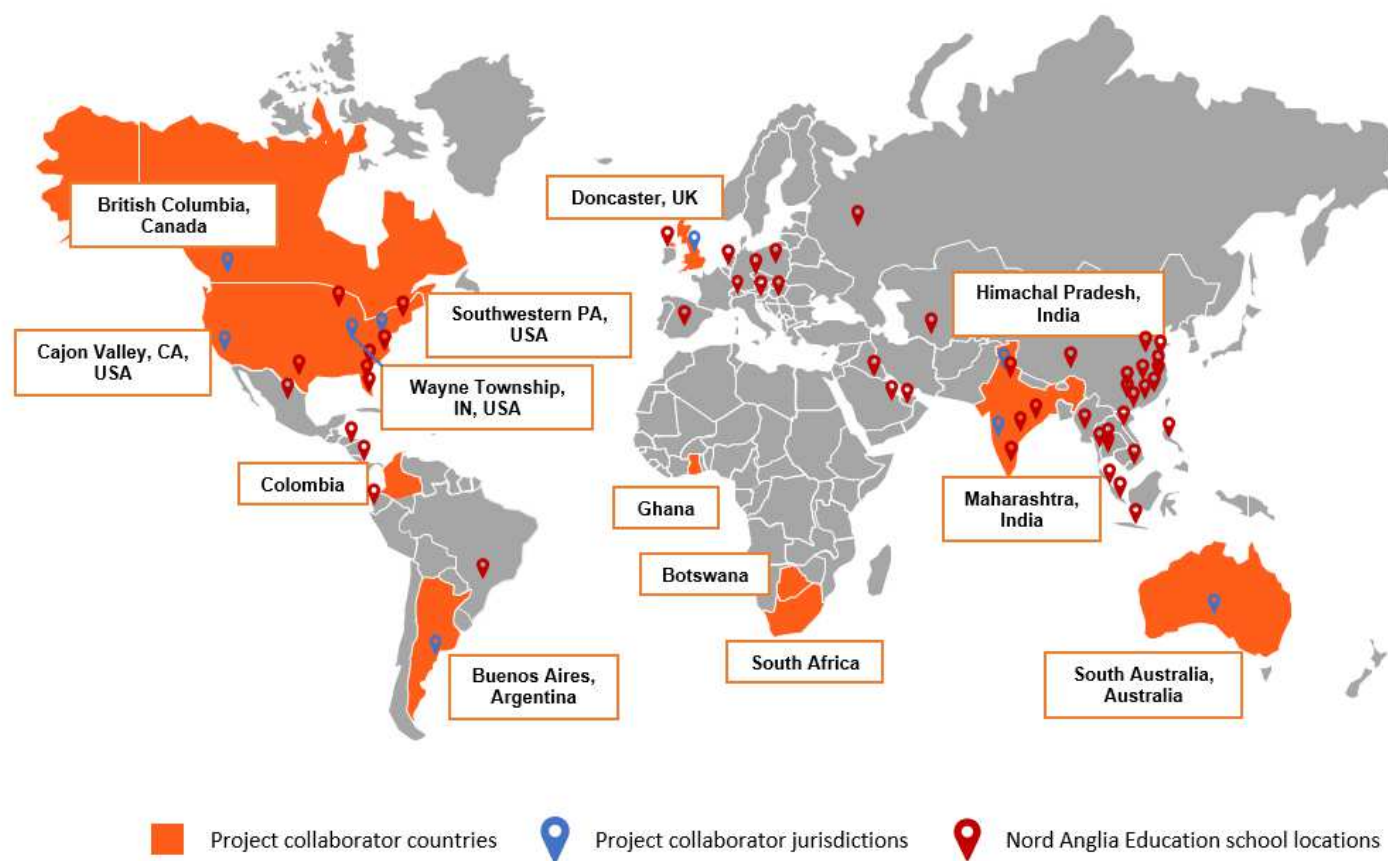 Doncaster, UK
British Columbia,
Canada
Himachal Pradesh,
India
Southwestern PA,
USA
Cajon Valley, CA,
USA
Wayne Township,
IN, USA
Colombia
Ghana
Maharashtra,
India
Botswana
South Africa
Buenos Aires,
Argentina
South Australia,
Australia
Project collaborator countries
Project collaborator jurisdictions
Nord Anglia Education school locations